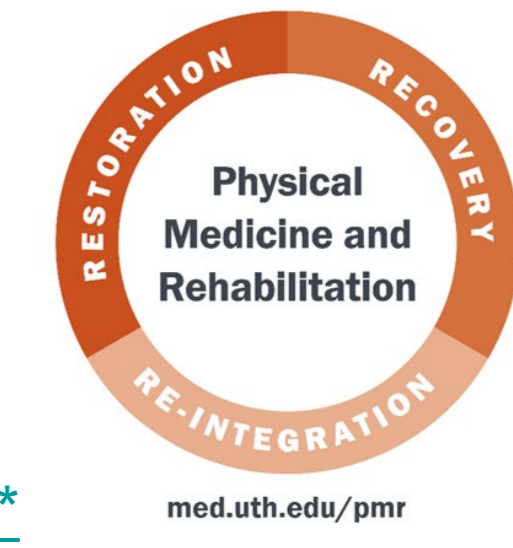 RESTORATION
RECOVERY
RE-INTEGRATION
Physical
Medicine and
Rehabilitation
med.uth.edu/pmr
*